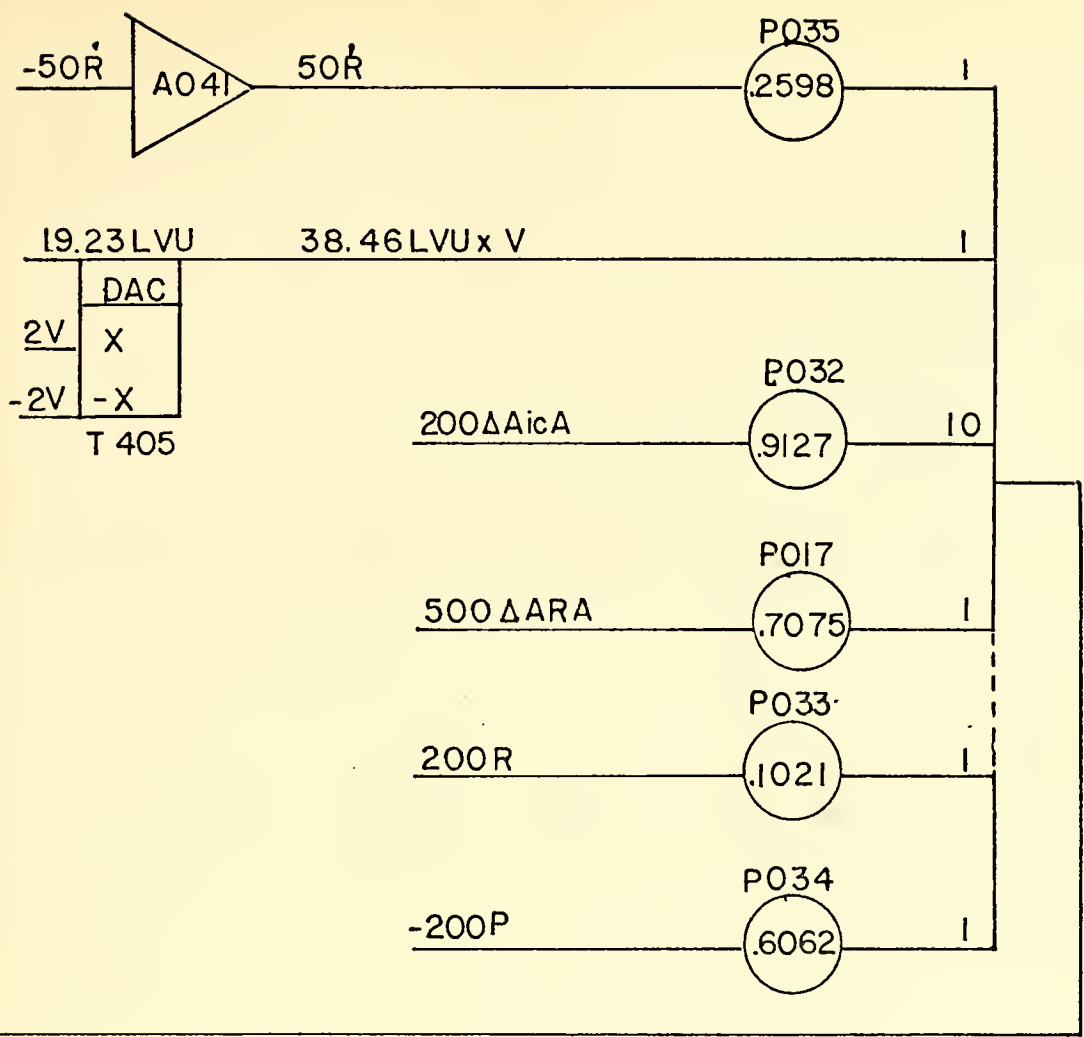 P035
-50Ṙ A041 50Ṙ .2598 1
19.23 LVU 38.46 LVU x V 1
DAC
2V X
-2V -X
T 405
P032
200ΔAicA .9127 10
P017
500ΔARA .7075 1
P033
200R .1021 1
P034
-200P .6062 1